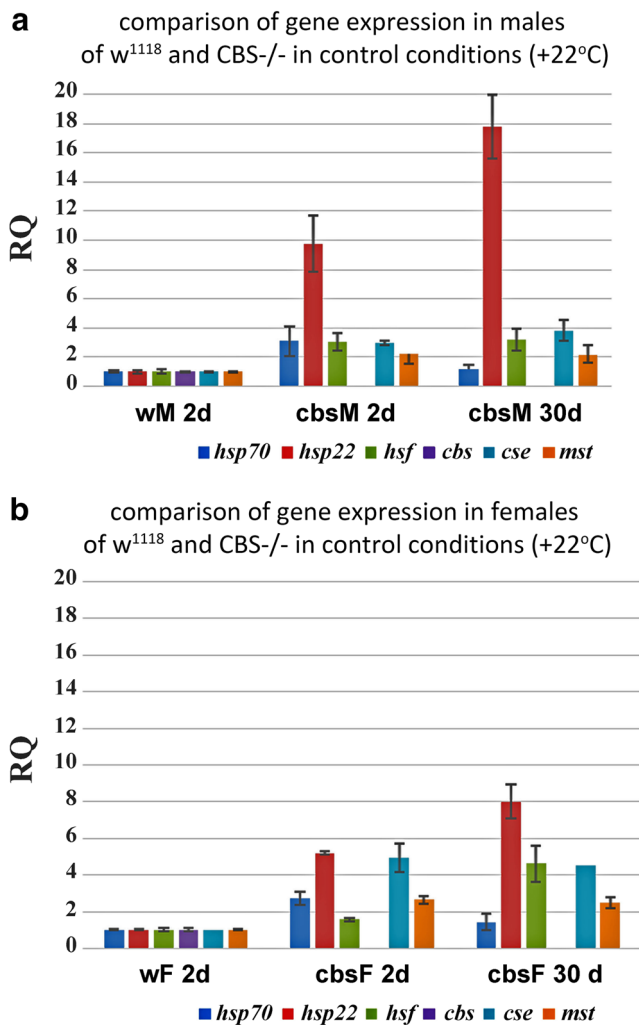 a
comparison of gene expression in males
of w1118 and CBS-/- in control conditions (+22oC)
20
18
16
14
12
10
8
6
4
2
0
RQ
wM 2d cbsM 2d cbsM 30d
hsp70 hsp22 hsf cbs cse mst
b
comparison of gene expression in females
of w1118 and CBS-/- in control conditions (+22oC)
20
18
16
14
12
10
8
6
4
2
0
RQ
wF 2d cbsF 2d cbsF 30 d
hsp70 hsp22 hsf cbs cse mst